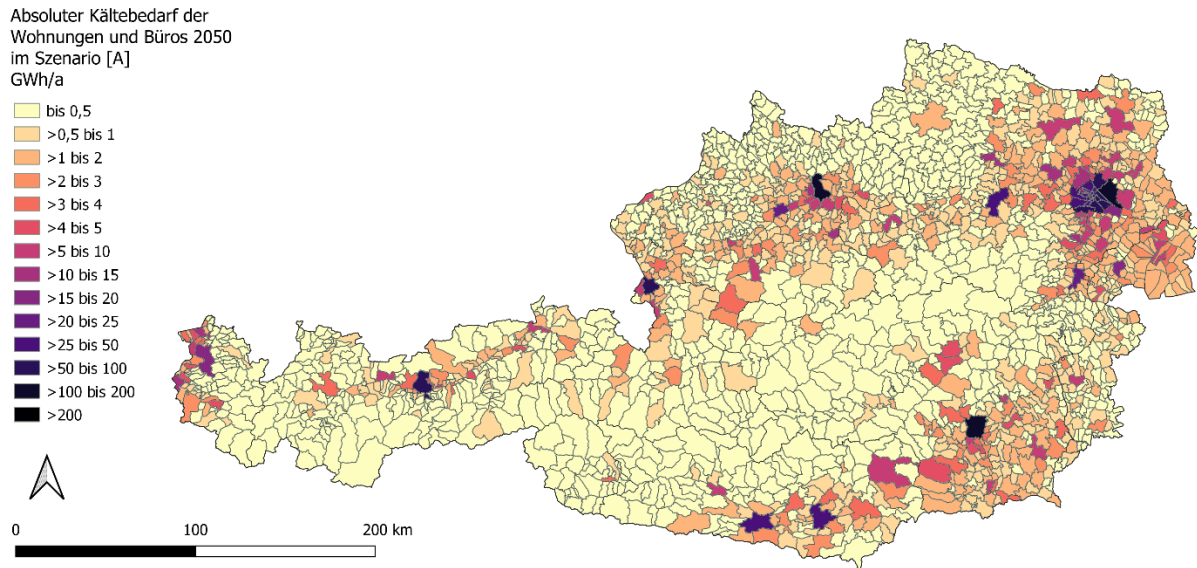 Absoluter Kältebedarf der
Wohnungen und Büros 2050
im Szenario [A]
GWh/a
bis 0,5
>0,5 bis 1
>1 bis 2
>2 bis 3
>3 bis 4
>4 bis 5
>5 bis 10
>10 bis 15
>15 bis 20
>20 bis 25
>25 bis 50
>50 bis 100
>100 bis 200
>200
0 100 200 km